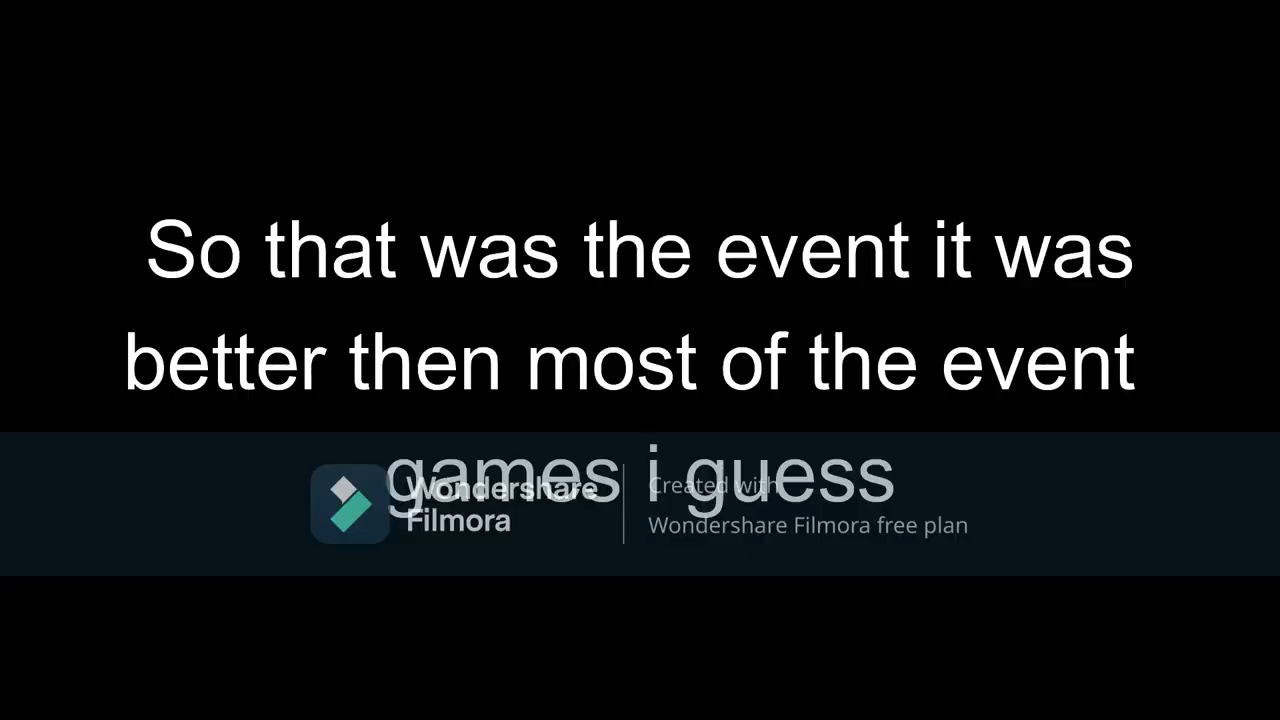 So that was the event it was
better then most of the event
games i guess
Wondershare
Filmora
Created with
Wondershare Filmora free plan